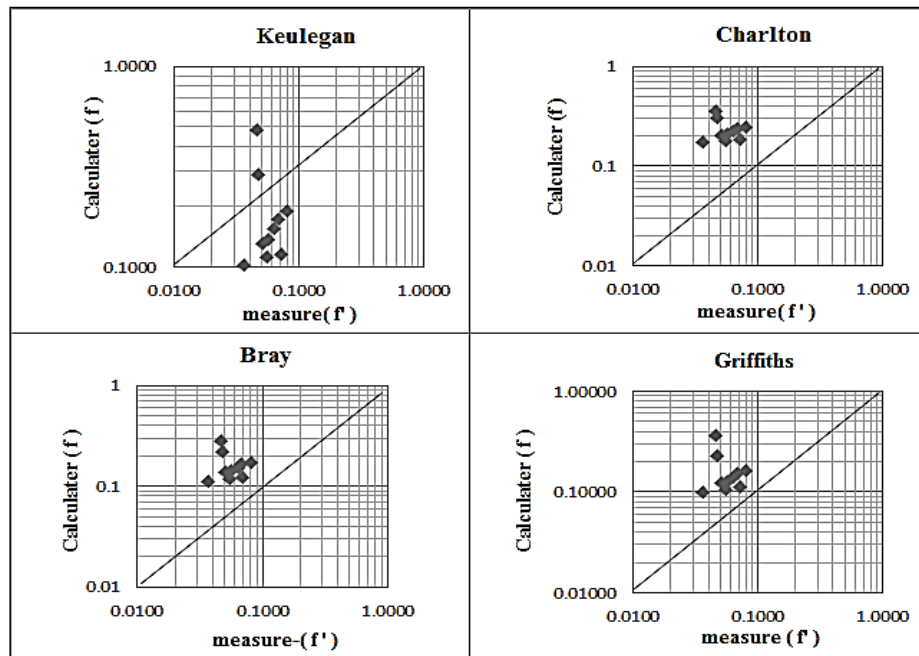 Keulegan
1.0000
Calculater (f)
0.1000
0.0100 0.1000 1.0000
measure(f')
Charlton
1
Calculater (f)
0.1
0.01
0.0100 0.1000 1.0000
measure(f')
Bray
1
Calculater (f)
0.1
0.01
0.0100 0.1000 1.0000
measure-(f')
Griffiths
1.00000
Calculater (f)
0.10000
0.01000
0.0100 0.1000 1.0000
measure (f')